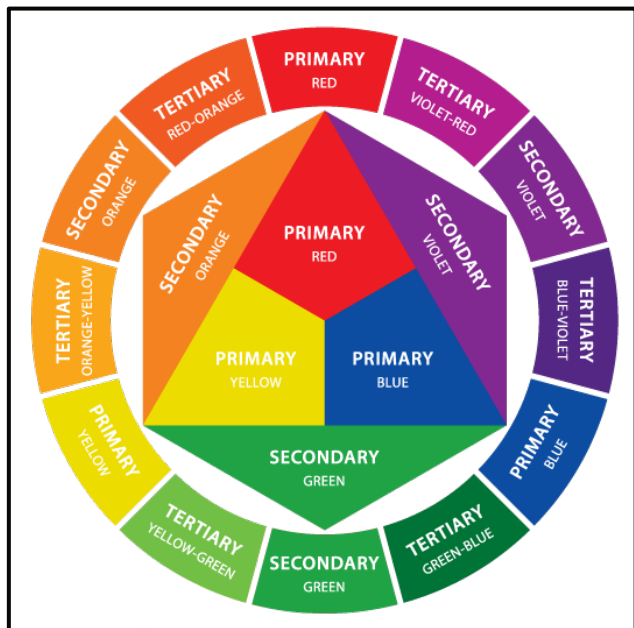 PRIMARY
RED
TERTIARY
VIOLET-RED
SECONDARY
VIOLET
TERTIARY
BLUE-VIOLET
PRIMARY
BLUE
TERTIARY
GREEN-BLUE
SECONDARY
GREEN
TERTIARY
YELLOW-GREEN
PRIMARY
YELLOW
TERTIARY
ORANGE-YELLOW
SECONDARY
ORANGE
TERTIARY
RED-ORANGE
PRIMARY
RED
SECONDARY
ORANGE
SECONDARY
VIOLET
PRIMARY
YELLOW
PRIMARY
BLUE
SECONDARY
GREEN